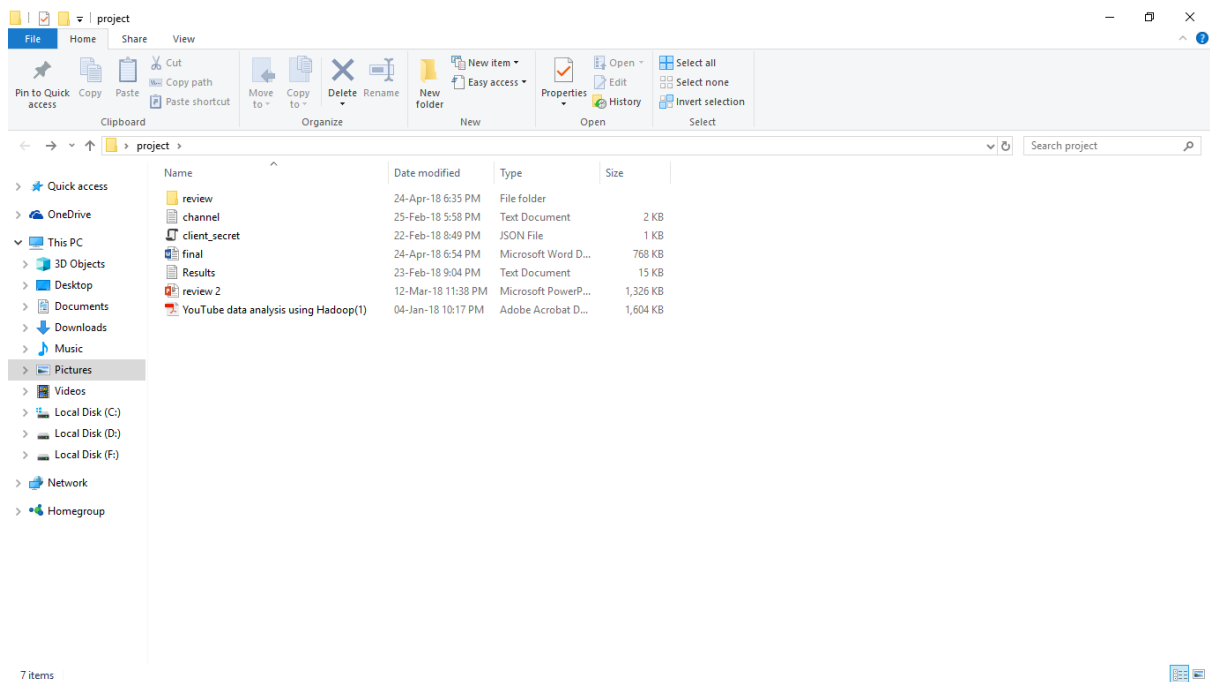 project
File Home Share View
Pin to Quick access
Copy
Paste
Cut
Copy path
Paste shortcut
Clipboard
Move to
Copy to
Delete
Rename
Organize
New folder
New item
Easy access
New
Properties
Open
Edit
History
Open
Select all
Select none
Invert selection
Select
project
Search project
Quick access
OneDrive
This PC
3D Objects
Desktop
Documents
Downloads
Music
Pictures
Videos
Local Disk (C:)
Local Disk (D:)
Local Disk (F:)
Network
Homegroup
Name Date modified Type Size
review 24-Apr-18 6:35 PM File folder
channel 25-Feb-18 5:58 PM Text Document 2 KB
client_secret 22-Feb-18 8:49 PM JSON File 1 KB
final 24-Apr-18 6:54 PM Microsoft Word D... 768 KB
Results 23-Feb-18 9:04 PM Text Document 15 KB
review 2 12-Mar-18 11:38 PM Microsoft PowerP... 1,326 KB
YouTube data analysis using Hadoop(1) 04-Jan-18 10:17 PM Adobe Acrobat D... 1,604 KB
7 items